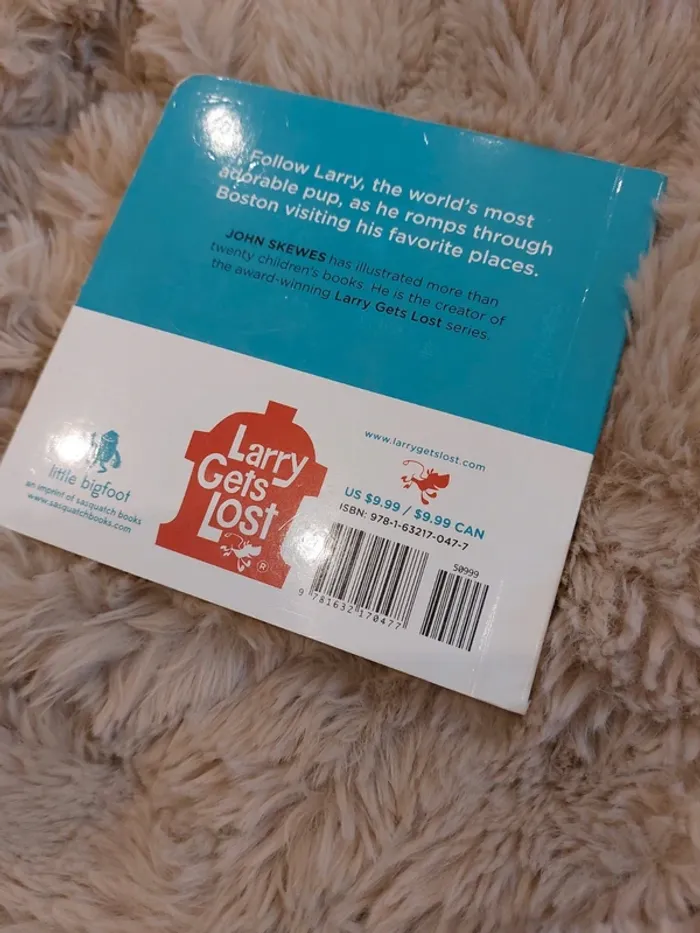 Follow Larry, the world's most
adorable pup, as he romps through
Boston visiting his favorite places.
JOHN SKEWES has illustrated more than
twenty children's books. He is the creator of
the award-winning Larry Gets Lost series.
little bigfoot
an imprint of sasquatch books
www.sasquatchbooks.com
Larry
Gets
Lost
®
www.larrygetslost.com
US $9.99 / $9.99 CAN
ISBN: 978-1-63217-047-7
50999
9 781632 170477